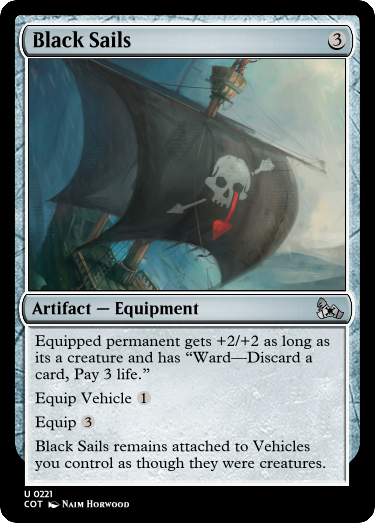 Black Sails 3
Artifact — Equipment
Equipped permanent gets +2/+2 as long as
its a creature and has “Ward—Discard a
card, Pay 3 life.”
Equip Vehicle 1
Equip 3
Black Sails remains attached to Vehicles
you control as though they were creatures.
U 0221
COT Naim Horwood